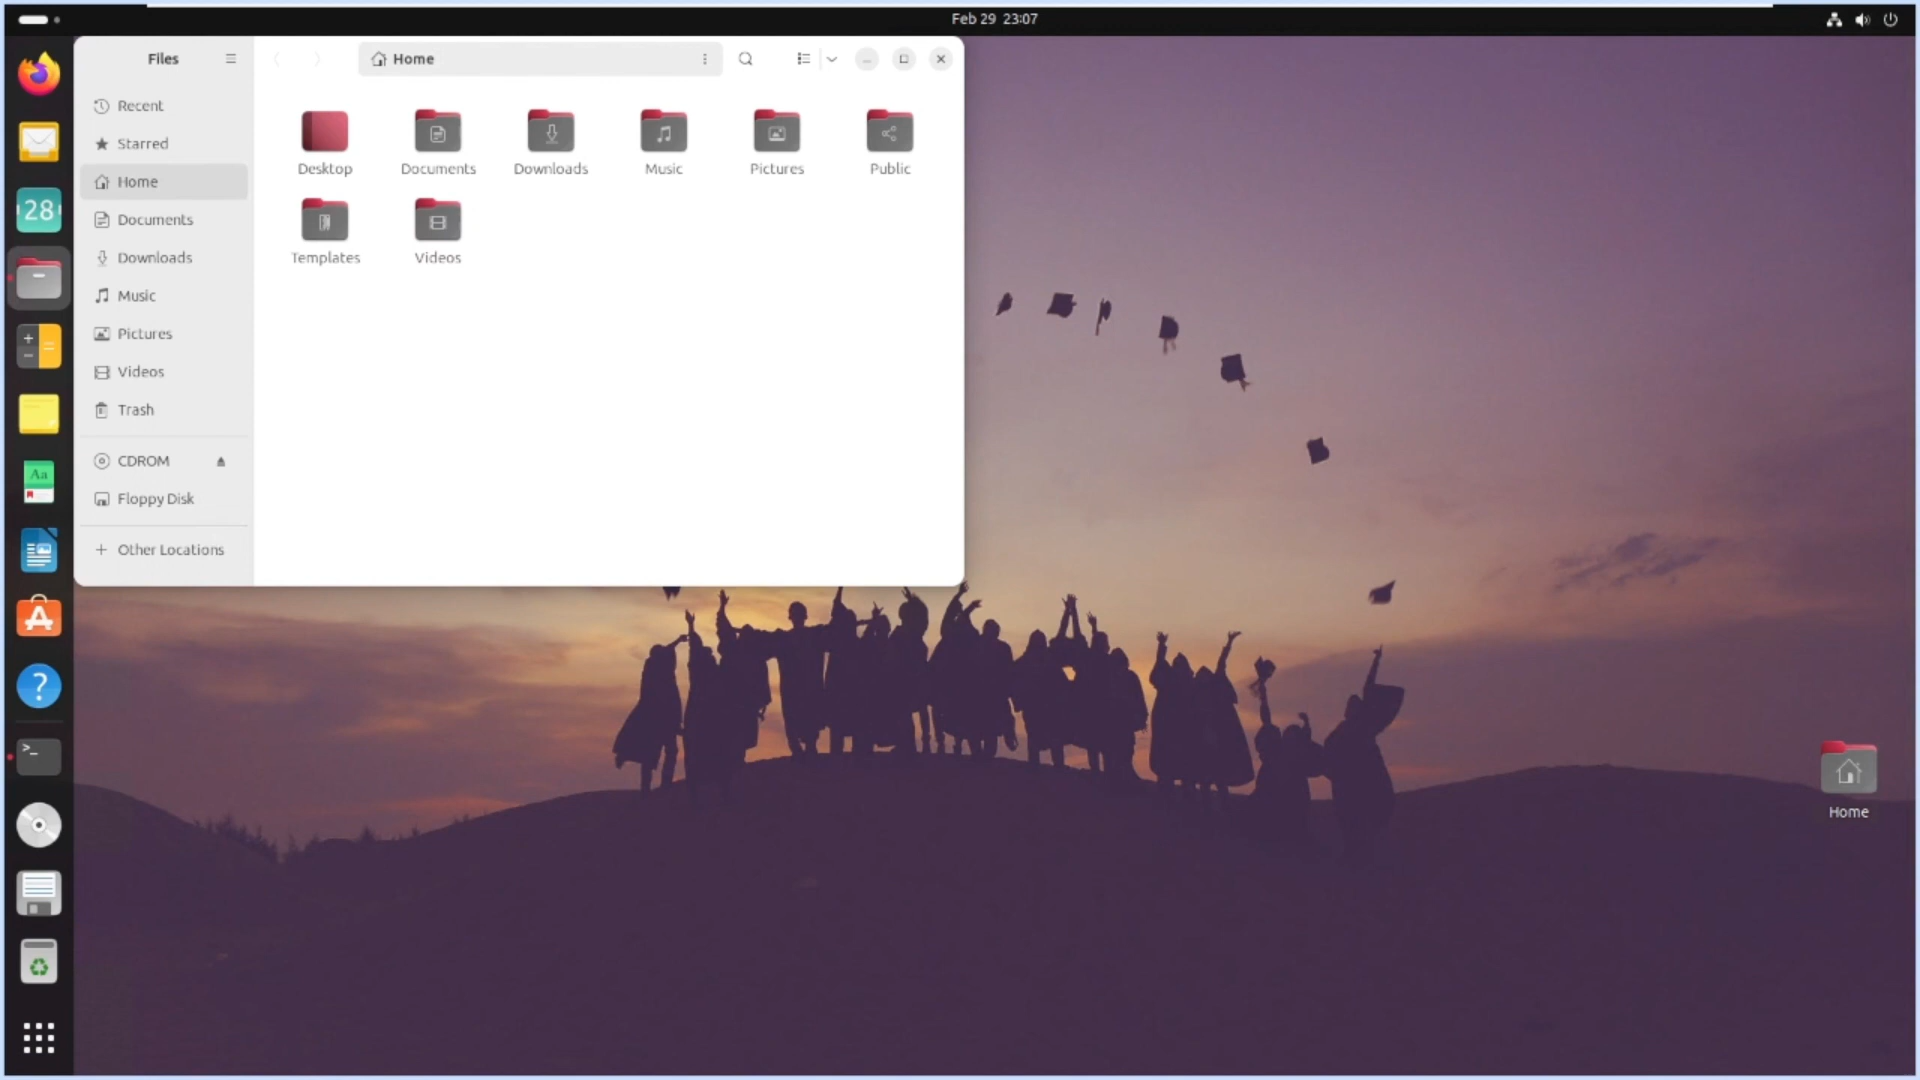 Feb 29 23:07
Files
Home
Recent
Starred
Home
Documents
Downloads
Music
Pictures
Videos
Trash
CDROM
Floppy Disk
Other Locations
Desktop
Documents
Downloads
Music
Pictures
Public
Templates
Videos
28
Aa
A
?
>_
Home